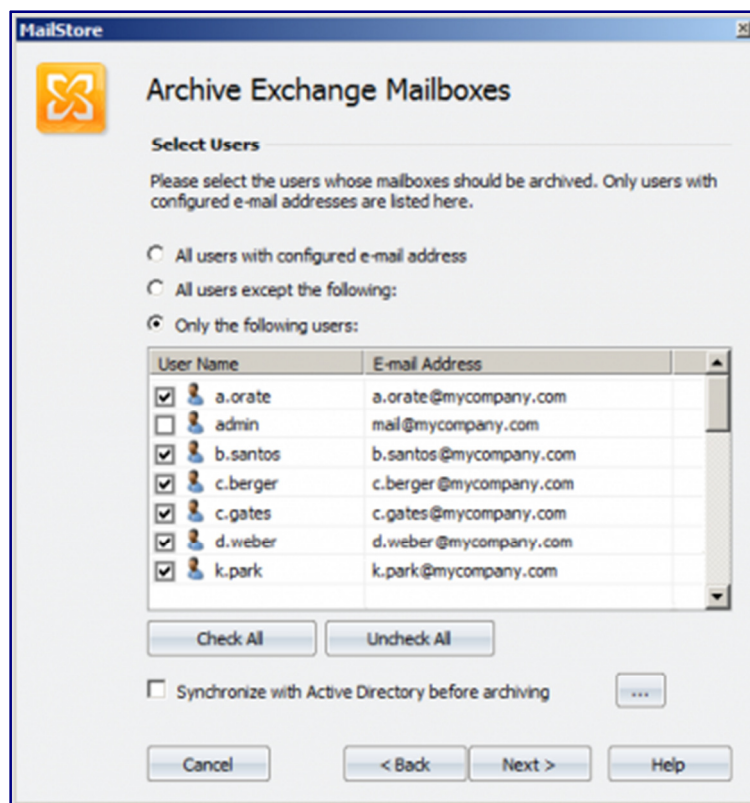 MailStore
Archive Exchange Mailboxes
Select Users
Please select the users whose mailboxes should be archived. Only users with
configured e-mail addresses are listed here.
All users with configured e-mail address
All users except the following:
Only the following users:
User Name E-mail Address
a.orate a.orate@mycompany.com
admin mail@mycompany.com
b.santos b.santos@mycompany.com
c.berger c.berger@mycompany.com
c.gates c.gates@mycompany.com
d.weber d.weber@mycompany.com
k.park k.park@mycompany.com
Check All Uncheck All
Synchronize with Active Directory before archiving ...
Cancel < Back Next > Help